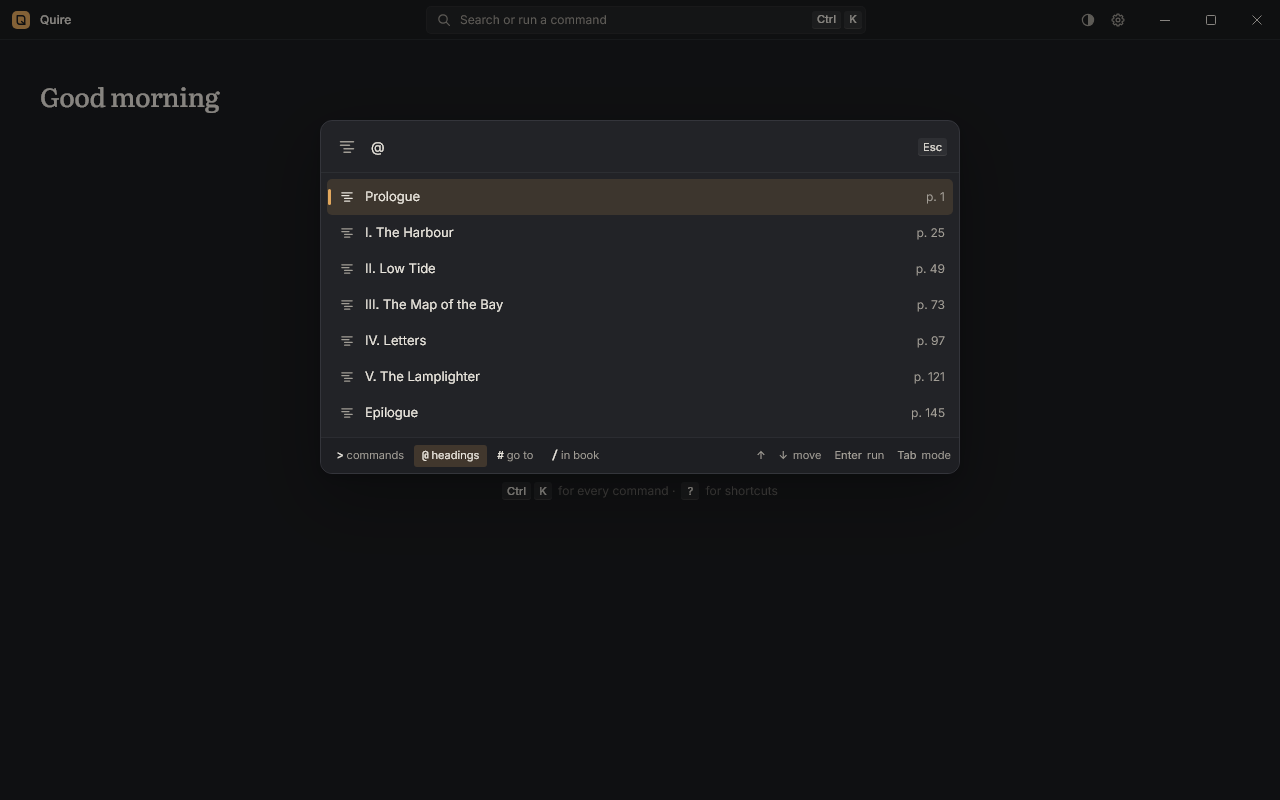 Quire
Search or run a command Ctrl K
Good morning
@ Esc
Prologue p. 1
I. The Harbour p. 25
II. Low Tide p. 49
III. The Map of the Bay p. 73
IV. Letters p. 97
V. The Lamplighter p. 121
Epilogue p. 145
> commands @ headings # go to / in book ↑ ↓ move Enter run Tab mode
Ctrl K for every command · ? for shortcuts